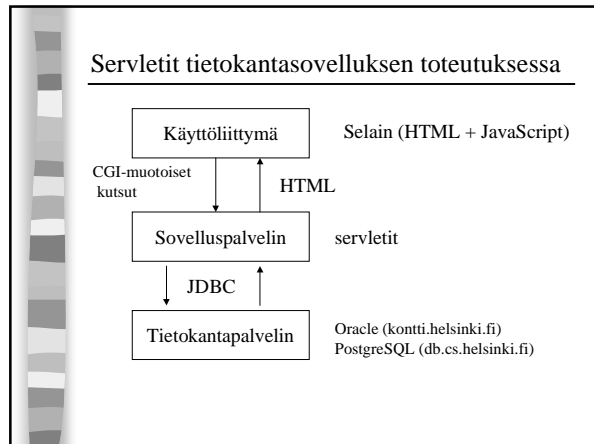 Servletit tietokantasovelluksen toteutuksessa
Käyttöliittymä
Selain (HTML + JavaScript)
CGI-muotoiset
kutsut
HTML
Sovelluspalvelin
servletit
JDBC
Tietokantapalvelin
Oracle (kontti.helsinki.fi)
PostgreSQL (db.cs.helsinki.fi)